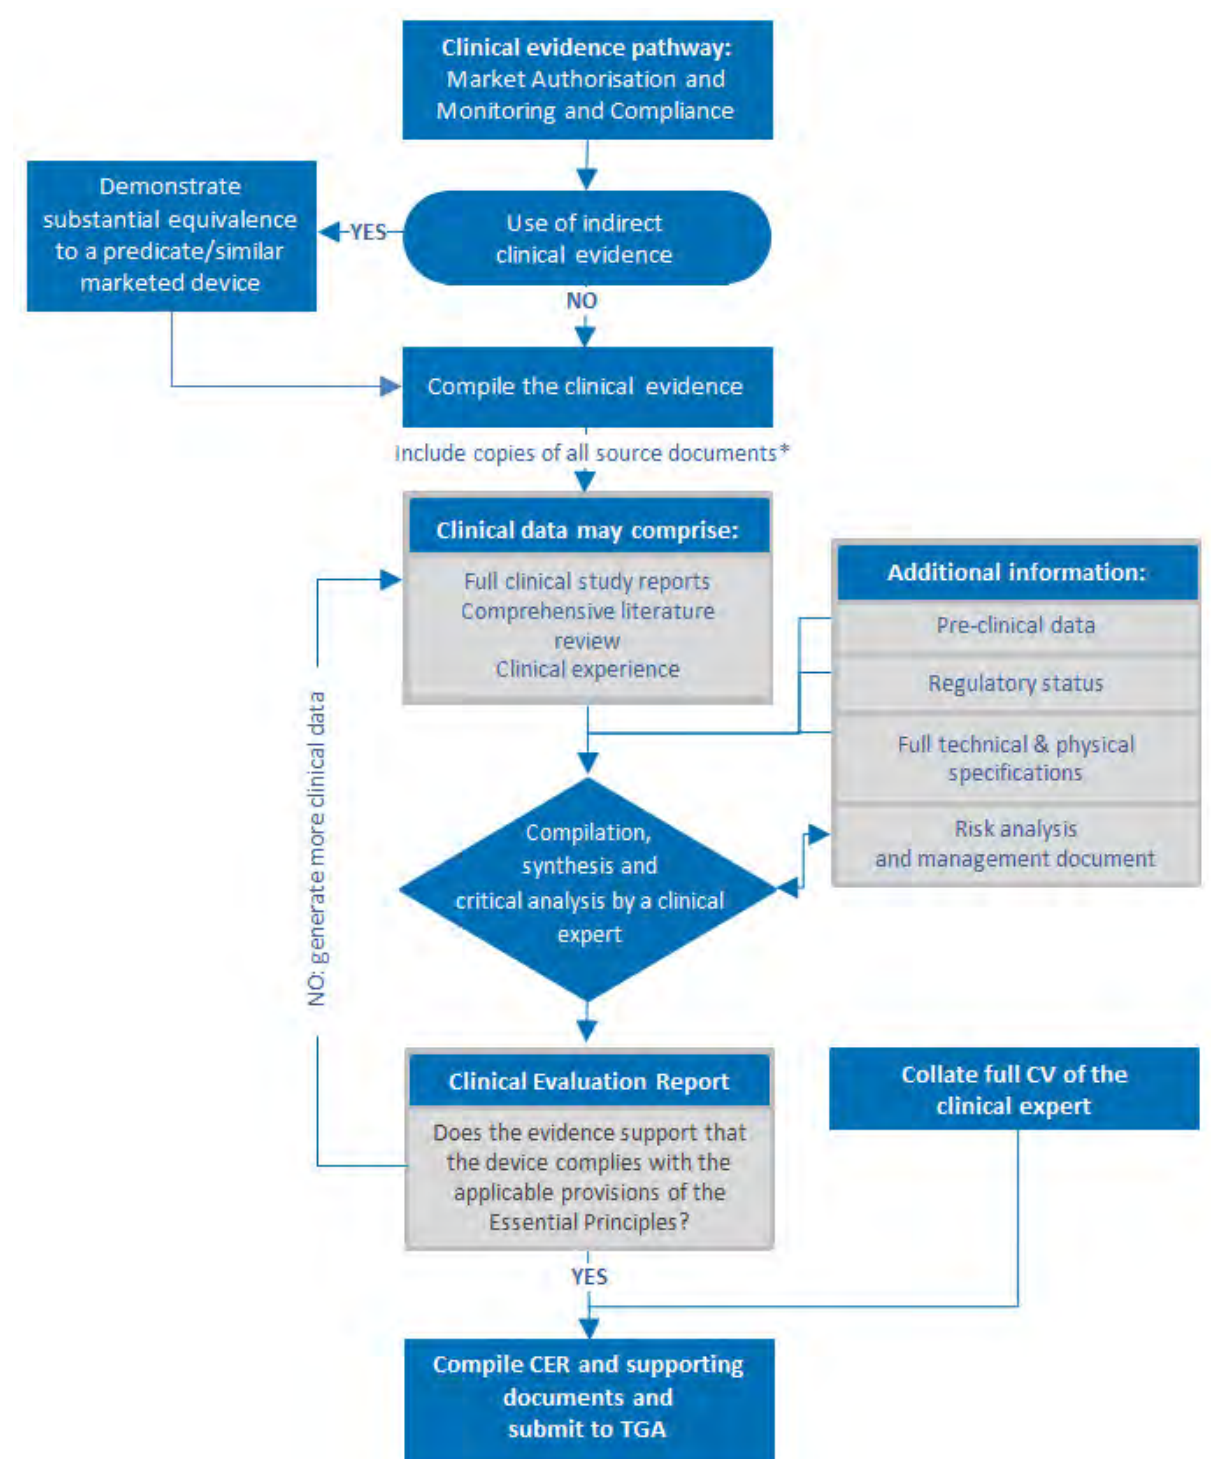 Clinical evidence pathway:
Market Authorisation and
Monitoring and Compliance
Demonstrate
substantial equivalence
to a predicate/similar
marketed device
YES
Use of indirect
clinical evidence
NO
Compile the clinical evidence
Include copies of all source documents*
Clinical data may comprise:
Full clinical study reports
Comprehensive literature
review
Clinical experience
Additional information:
Pre-clinical data
Regulatory status
Full technical & physical
specifications
Risk analysis
and management document
NO: generate more clinical data
Compilation,
synthesis and
critical analysis by a clinical
expert
Clinical Evaluation Report
Does the evidence support that
the device complies with the
applicable provisions of the
Essential Principles?
Collate full CV of the
clinical expert
YES
Compile CER and supporting
documents and
submit to TGA